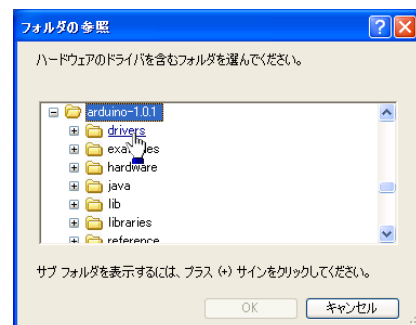 フォルダの参照
ハードウェアのドライバを含むフォルダを選んでください。
arduino-1.0.1
drivers
hardware
java
lib
libraries
reference
サブ フォルダを表示するには、プラス (+) サインをクリックしてください。
OK
キャンセル